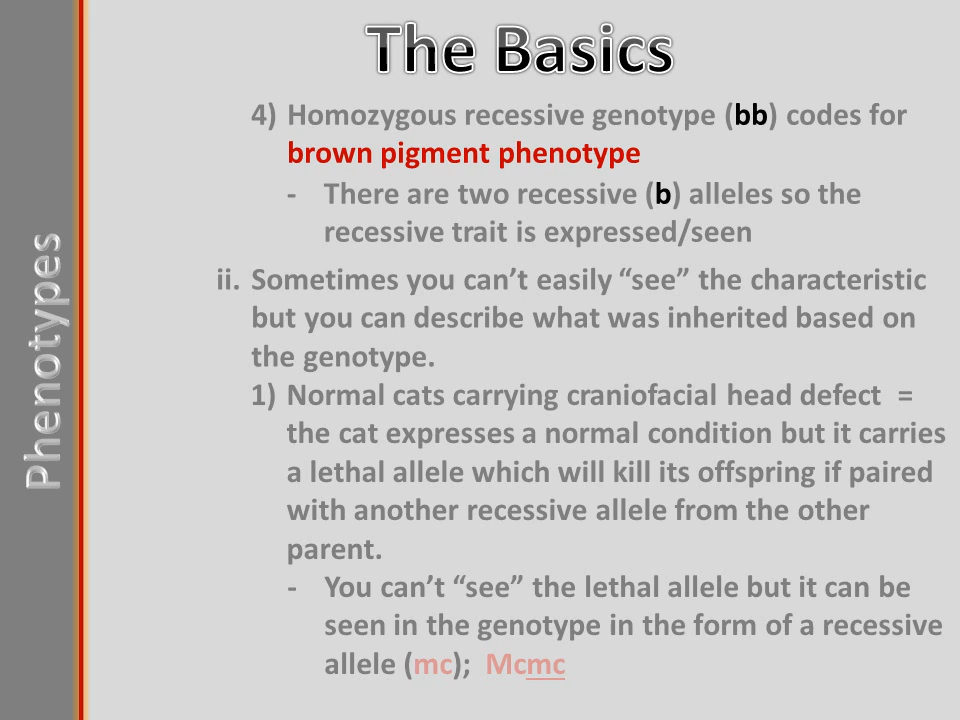 The Basics
Phenotypes
4) Homozygous recessive genotype (bb) codes for
brown pigment phenotype
- There are two recessive (b) alleles so the
recessive trait is expressed/seen
ii. Sometimes you can’t easily “see” the characteristic
but you can describe what was inherited based on
the genotype.
1) Normal cats carrying craniofacial head defect =
the cat expresses a normal condition but it carries
a lethal allele which will kill its offspring if paired
with another recessive allele from the other
parent.
- You can’t “see” the lethal allele but it can be
seen in the genotype in the form of a recessive
allele (mc); Mcmc